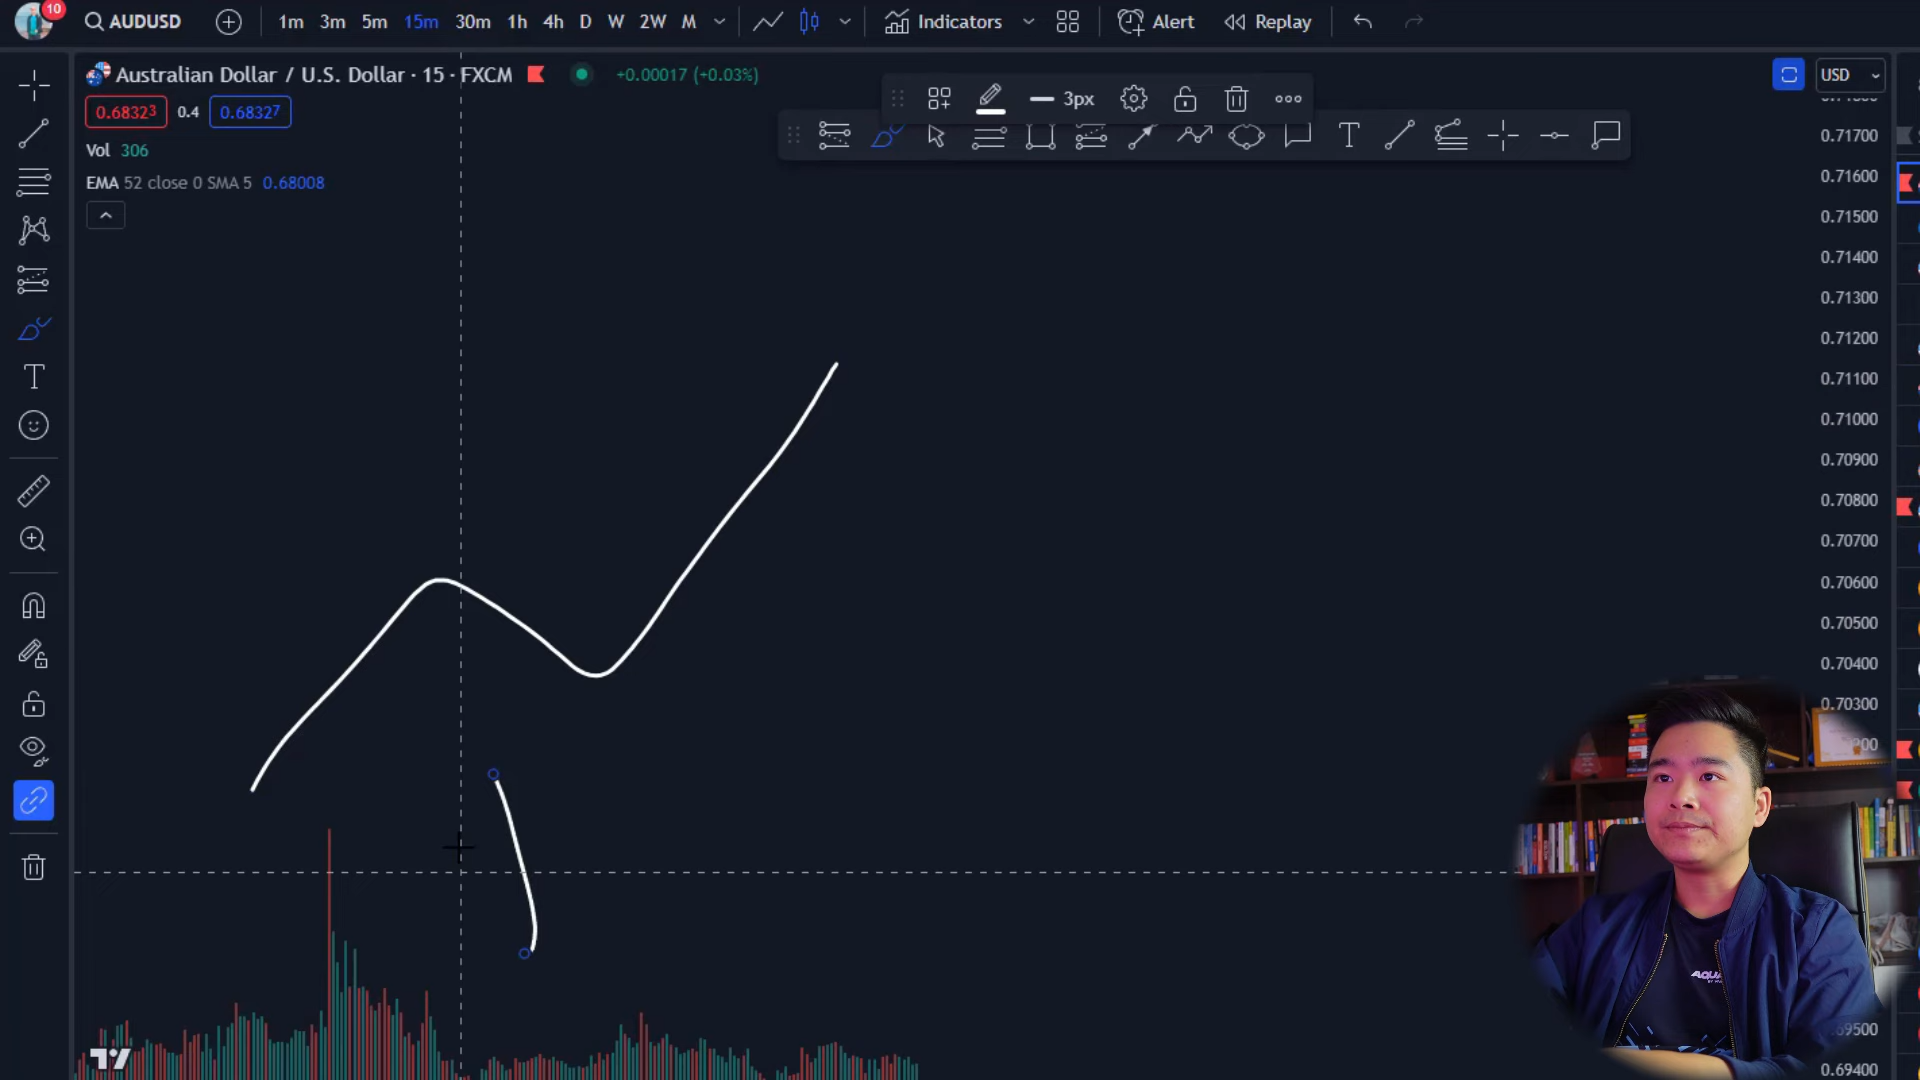 10
AUDUSD
1m 3m 5m 15m 30m 1h 4h D W 2W M
Indicators
Alert
Replay
Australian Dollar / U.S. Dollar · 15 · FXCM
+0.00017 (+0.03%)
USD
3px
0.68323 0.4 0.68327
Vol 306
EMA 52 close 0 SMA 5 0.68008
0.71700
0.71600
0.71500
0.71400
0.71300
0.71200
0.71100
0.71000
0.70900
0.70800
0.70700
0.70600
0.70500
0.70400
0.70300
0.69400